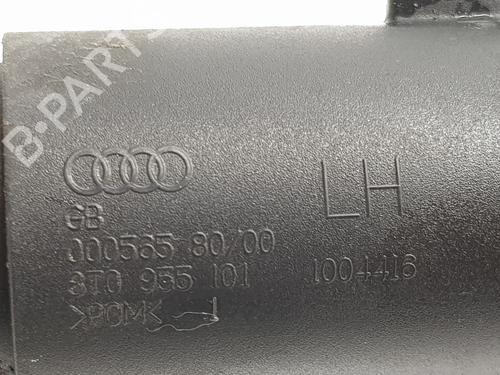 B-PARTS
LH
GB
000565 80/00
8T0 955 101
1004416
>POM<